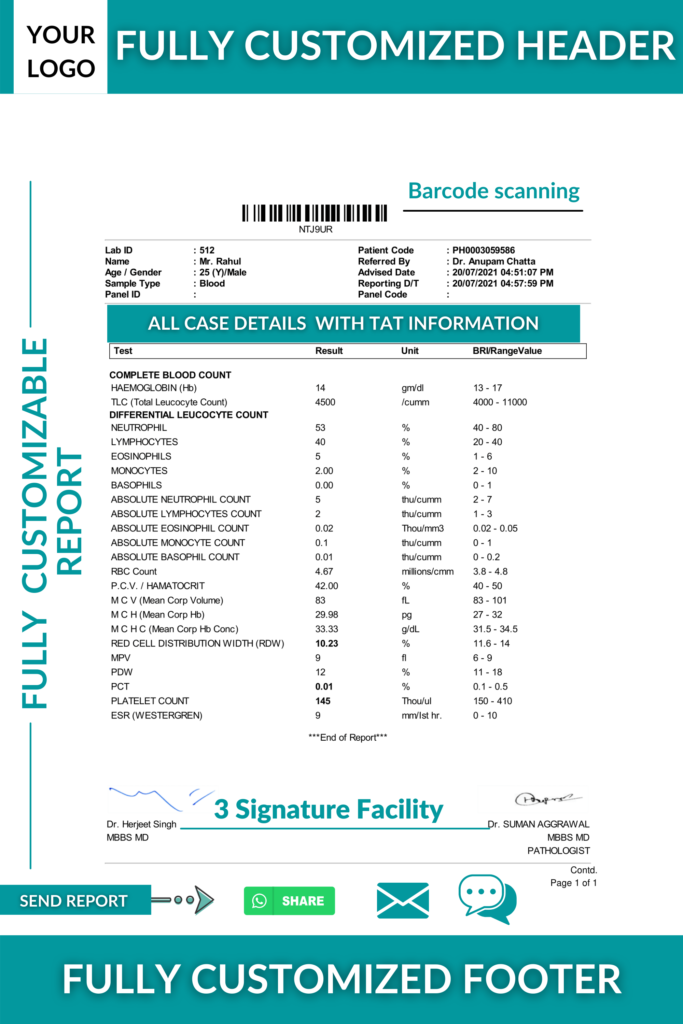 YOUR
LOGO
FULLY CUSTOMIZED HEADER
Barcode scanning
NTJ9UR
Lab ID : 512 Patient Code : PH0003059586
Name : Mr. Rahul Referred By : Dr. Anupam Chatta
Age / Gender : 25 (Y)/Male Advised Date : 20/07/2021 04:51:07 PM
Sample Type : Blood Reporting D/T : 20/07/2021 04:57:59 PM
Panel ID : Panel Code :
ALL CASE DETAILS WITH TAT INFORMATION
Test Result Unit BRI/RangeValue
COMPLETE BLOOD COUNT
HAEMOGLOBIN (Hb) 14 gm/dl 13 - 17
TLC (Total Leucocyte Count) 4500 /cumm 4000 - 11000
DIFFERENTIAL LEUCOCYTE COUNT
NEUTROPHIL 53 % 40 - 80
LYMPHOCYTES 40 % 20 - 40
EOSINOPHILS 5 % 1 - 6
MONOCYTES 2.00 % 2 - 10
BASOPHILS 0.00 % 0 - 1
ABSOLUTE NEUTROPHIL COUNT 5 thu/cumm 2 - 7
ABSOLUTE LYMPHOCYTES COUNT 2 thu/cumm 1 - 3
ABSOLUTE EOSINOPHIL COUNT 0.02 Thou/mm3 0.02 - 0.05
ABSOLUTE MONOCYTE COUNT 0.1 thu/cumm 0 - 1
ABSOLUTE BASOPHIL COUNT 0.01 thu/cumm 0 - 0.2
RBC Count 4.67 millions/cmm 3.8 - 4.8
P.C.V. / HAMATOCRIT 42.00 % 40 - 50
M C V (Mean Corp Volume) 83 fL 83 - 101
M C H (Mean Corp Hb) 29.98 pg 27 - 32
M C H C (Mean Corp Hb Conc) 33.33 g/dL 31.5 - 34.5
RED CELL DISTRIBUTION WIDTH (RDW) 10.23 % 11.6 - 14
MPV 9 fl 6 - 9
PDW 12 % 11 - 18
PCT 0.01 % 0.1 - 0.5
PLATELET COUNT 145 Thou/ul 150 - 410
ESR (WESTERGREN) 9 mm/Ist hr. 0 - 10
***End of Report***
3 Signature Facility
Dr. Herjeet Singh Dr. SUMAN AGGRAWAL
MBBS MD MBBS MD
PATHOLOGIST
Contd.
Page 1 of 1
FULLY CUSTOMIZABLE
REPORT
SEND REPORT
SHARE
FULLY CUSTOMIZED FOOTER